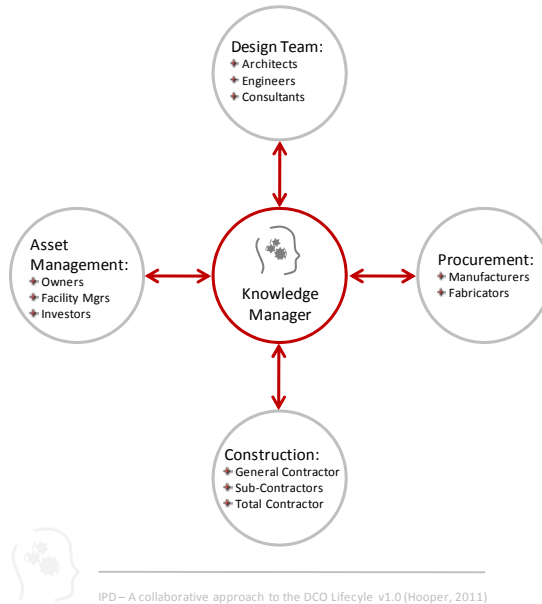 Design Team:
Architects
Engineers
Consultants
Asset
Management:
Owners
Facility Mgrs
Investors
Knowledge
Manager
Procurement:
Manufacturers
Fabricators
Construction:
General Contractor
Sub-Contractors
Total Contractor
IPD – A collaborative approach to the DCO Lifecyle v1.0 (Hooper, 2011)